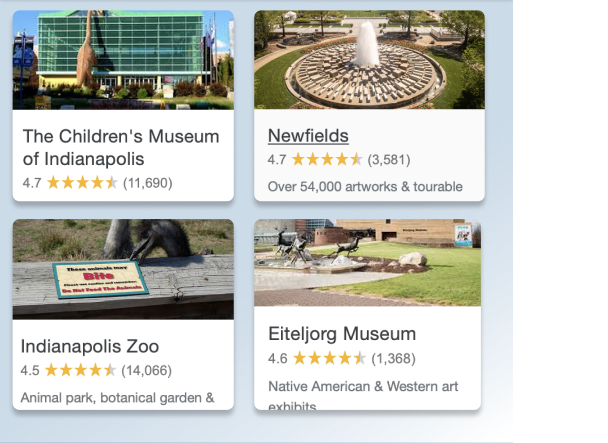 The Children's Museum
of Indianapolis
4.7 (11,690)
Newfields
4.7 (3,581)
Over 54,000 artworks & tourable
These animals may
Bite
Please use caution and remember:
Do Not Feed The Animals
Indianapolis Zoo
4.5 (14,066)
Animal park, botanical garden &
Eiteljorg Museum
4.6 (1,368)
Native American & Western art
exhibits